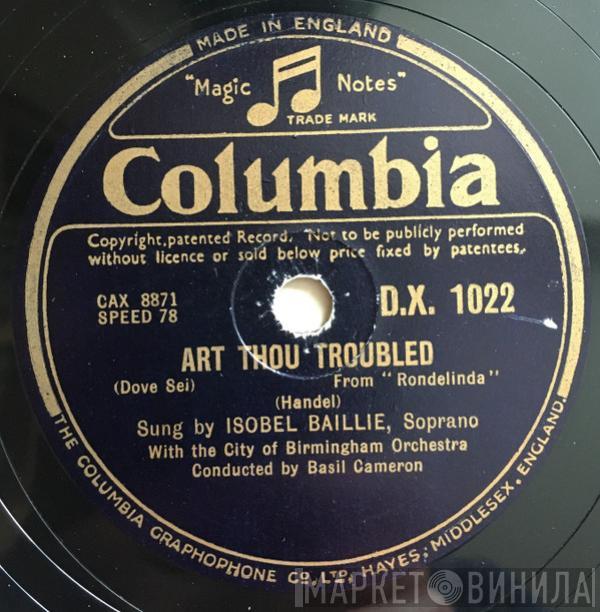 MADE IN ENGLAND
"Magic Notes"
TRADE MARK
Columbia
Copyright, patented Record. Not to be publicly performed
without licence or sold below price fixed by patentees.
CAX 8871
SPEED 78
D.X. 1022
ART THOU TROUBLED
(Dove Sei) From "Rondelinda"
(Handel)
Sung by ISOBEL BAILLIE, Soprano
With the City of Birmingham Orchestra
Conducted by Basil Cameron
THE COLUMBIA GRAPHOPHONE CO., LTD. HAYES, MIDDLESEX, ENGLAND.
МАРКЕТ ВИНИЛА